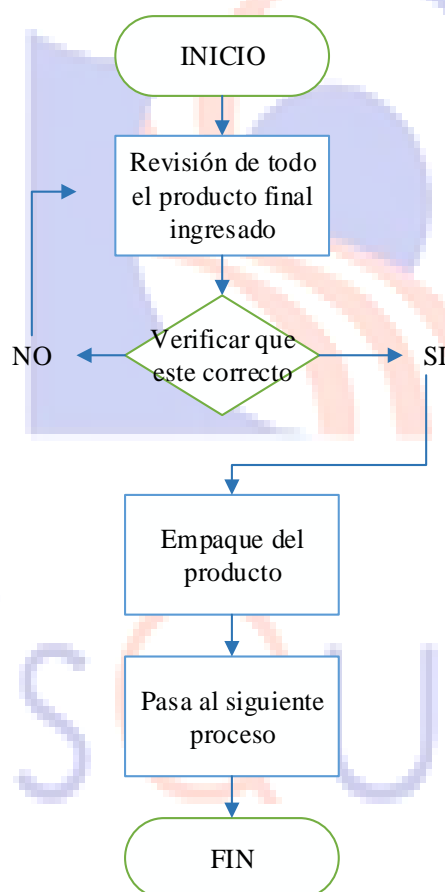 INICIO
Revisión de todo
el producto final
ingresado
Verificar que
este correcto
NO
SI
Empaque del
producto
Pasa al siguiente
proceso
FIN
S Q U